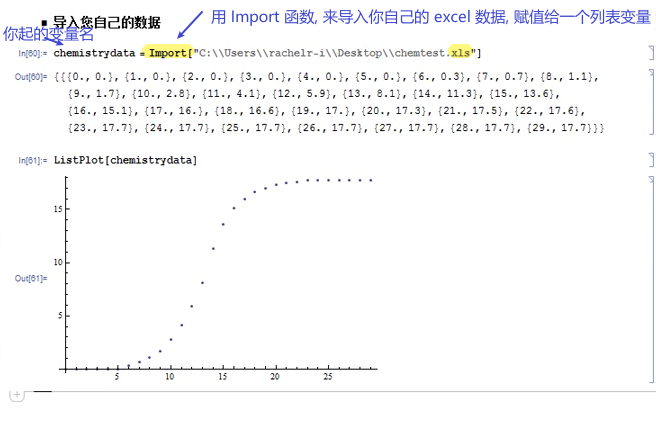 用 Import 函数, 来导入你自己的 excel 数据, 赋值给一个列表变量
导入您自己的数据
你起的变量名
In[60]:= chemistrydata = Import["C:\\Users\\rachelr-i\\Desktop\\chemtest.xls"]
Out[60]= {{{0., 0.}, {1., 0.}, {2., 0.}, {3., 0.}, {4., 0.}, {5., 0.}, {6., 0.3}, {7., 0.7}, {8., 1.1},
{9., 1.7}, {10., 2.8}, {11., 4.1}, {12., 5.9}, {13., 8.1}, {14., 11.3}, {15., 13.6},
{16., 15.1}, {17., 16.}, {18., 16.6}, {19., 17.}, {20., 17.3}, {21., 17.5}, {22., 17.6},
{23., 17.7}, {24., 17.7}, {25., 17.7}, {26., 17.7}, {27., 17.7}, {28., 17.7}, {29., 17.7}}}
In[61]:= ListPlot[chemistrydata]
15
10
Out[61]=
5
5 10 15 20 25